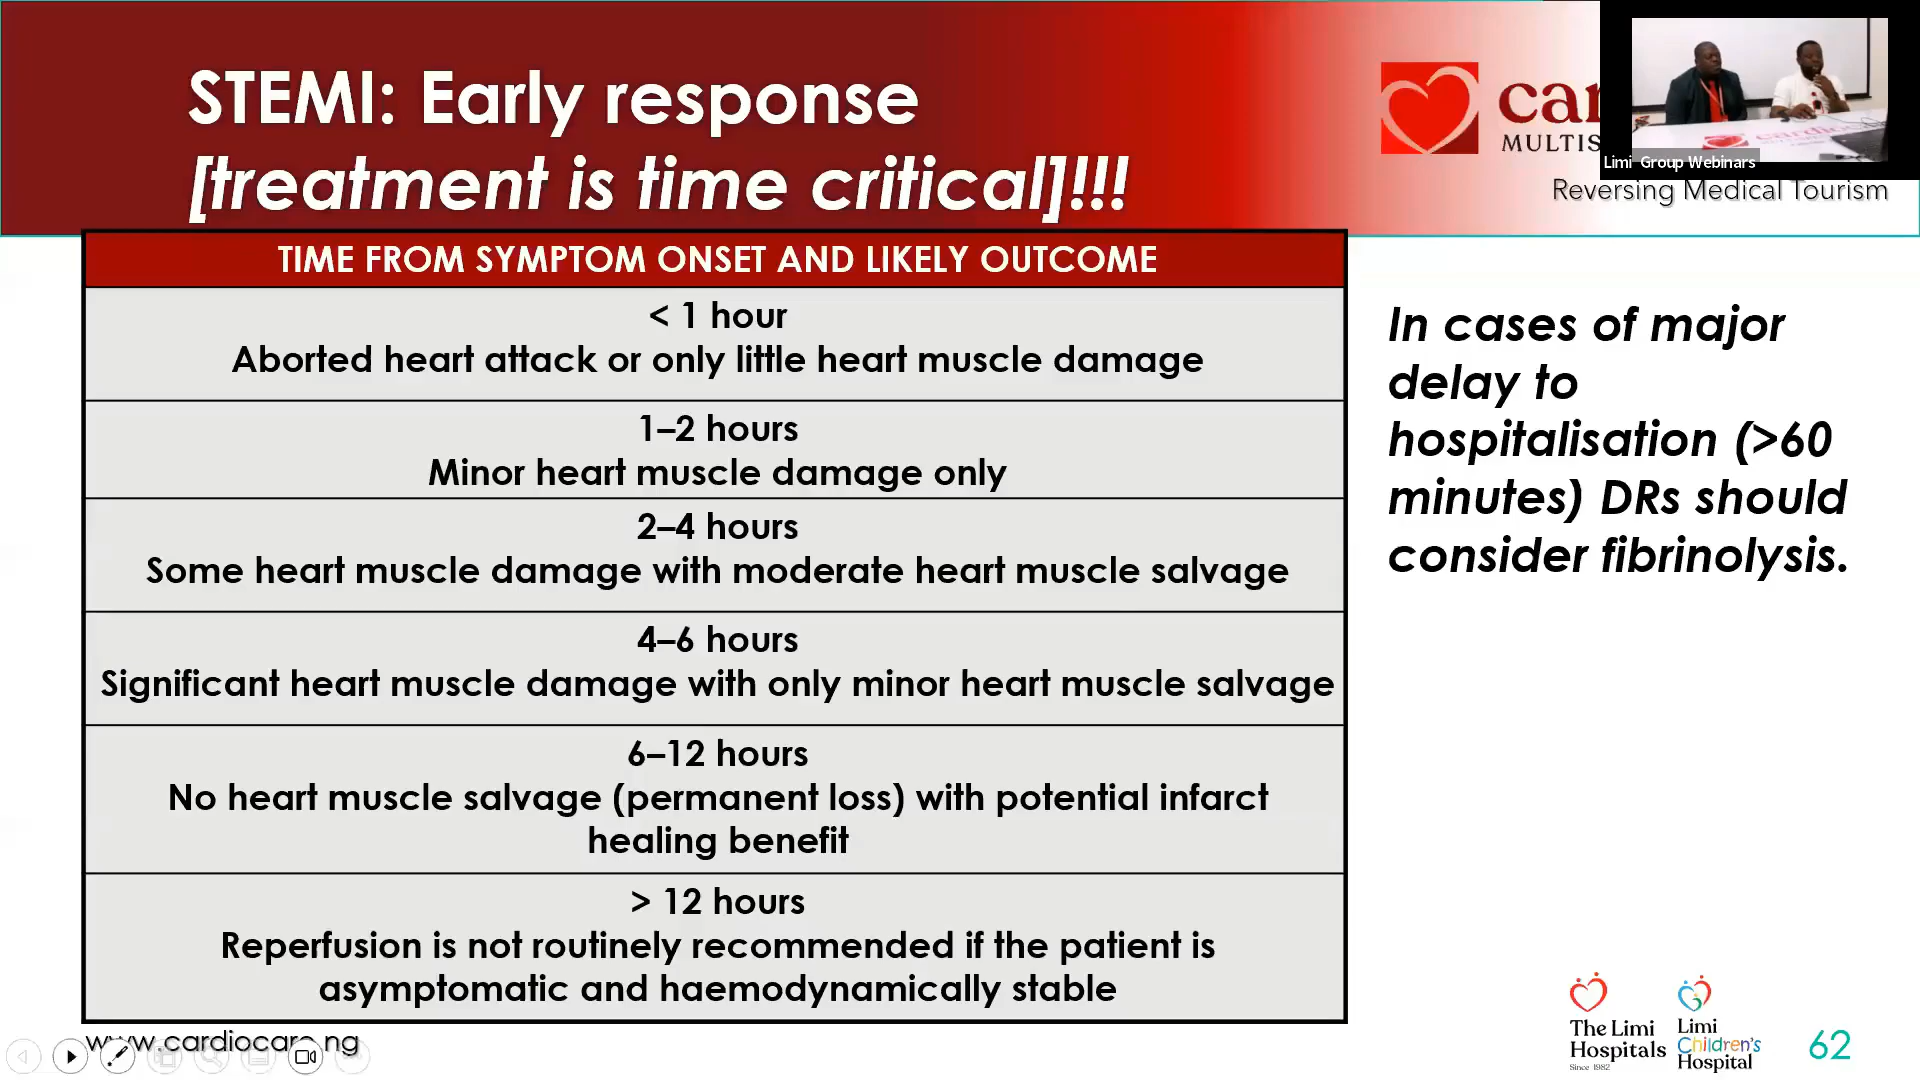 STEMI: Early response
[treatment is time critical]!!!
car
MULTIS
Limi Group Webinars
Reversing Medical Tourism
TIME FROM SYMPTOM ONSET AND LIKELY OUTCOME
< 1 hour
Aborted heart attack or only little heart muscle damage
1–2 hours
Minor heart muscle damage only
2–4 hours
Some heart muscle damage with moderate heart muscle salvage
4–6 hours
Significant heart muscle damage with only minor heart muscle salvage
6–12 hours
No heart muscle salvage (permanent loss) with potential infarct
healing benefit
> 12 hours
Reperfusion is not routinely recommended if the patient is
asymptomatic and haemodynamically stable
In cases of major
delay to
hospitalisation (>60
minutes) DRs should
consider fibrinolysis.
www.cardiocare.ng
The Limi
Hospitals
Since 1982
Limi
Children's
Hospital
62